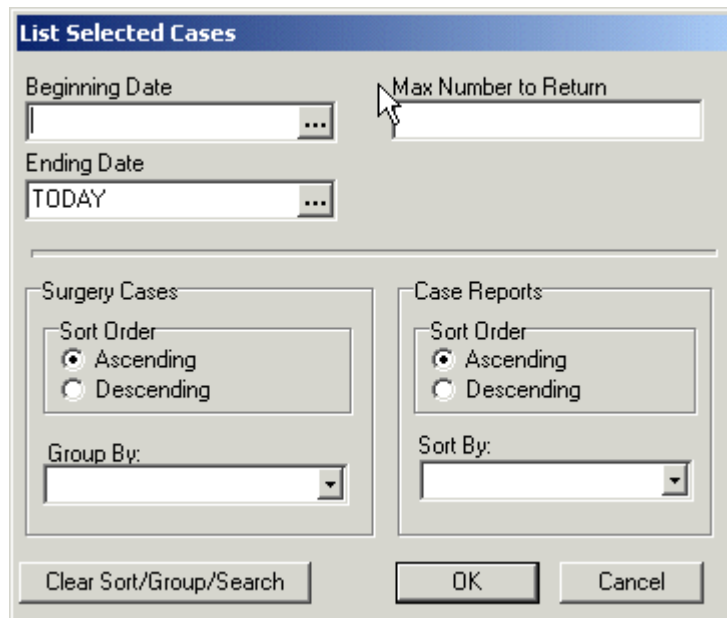 List Selected Cases
Beginning Date
Max Number to Return
...
Ending Date
TODAY
...
Surgery Cases
Sort Order
Ascending
Descending
Group By:
Case Reports
Sort Order
Ascending
Descending
Sort By:
Clear Sort/Group/Search
OK
Cancel